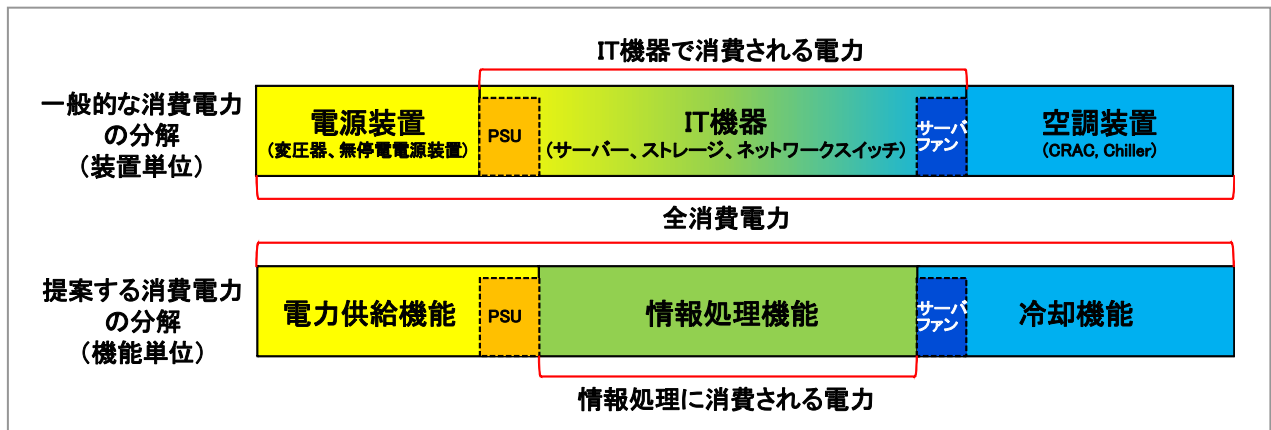 IT機器で消費される電力
一般的な消費電力
の分解
（装置単位）
電源装置
（変圧器、無停電電源装置）
PSU
IT機器
（サーバー、ストレージ、ネットワークスイッチ）
サーバ
ファン
空調装置
（CRAC, Chiller）
全消費電力
提案する消費電力
の分解
（機能単位）
電力供給機能
PSU
情報処理機能
サーバ
ファン
冷却機能
情報処理に消費される電力